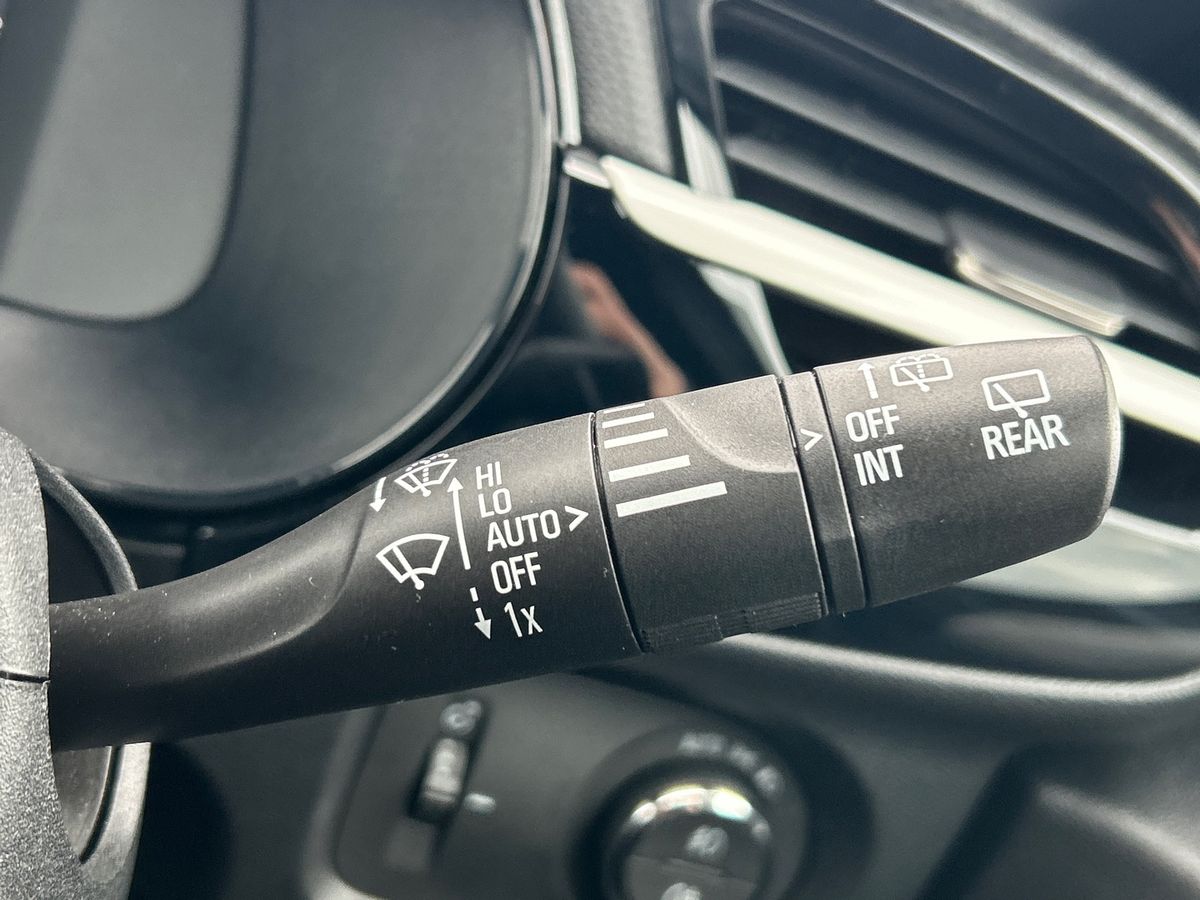 HI
LO
AUTO >
OFF
1x
>
OFF
INT
REAR